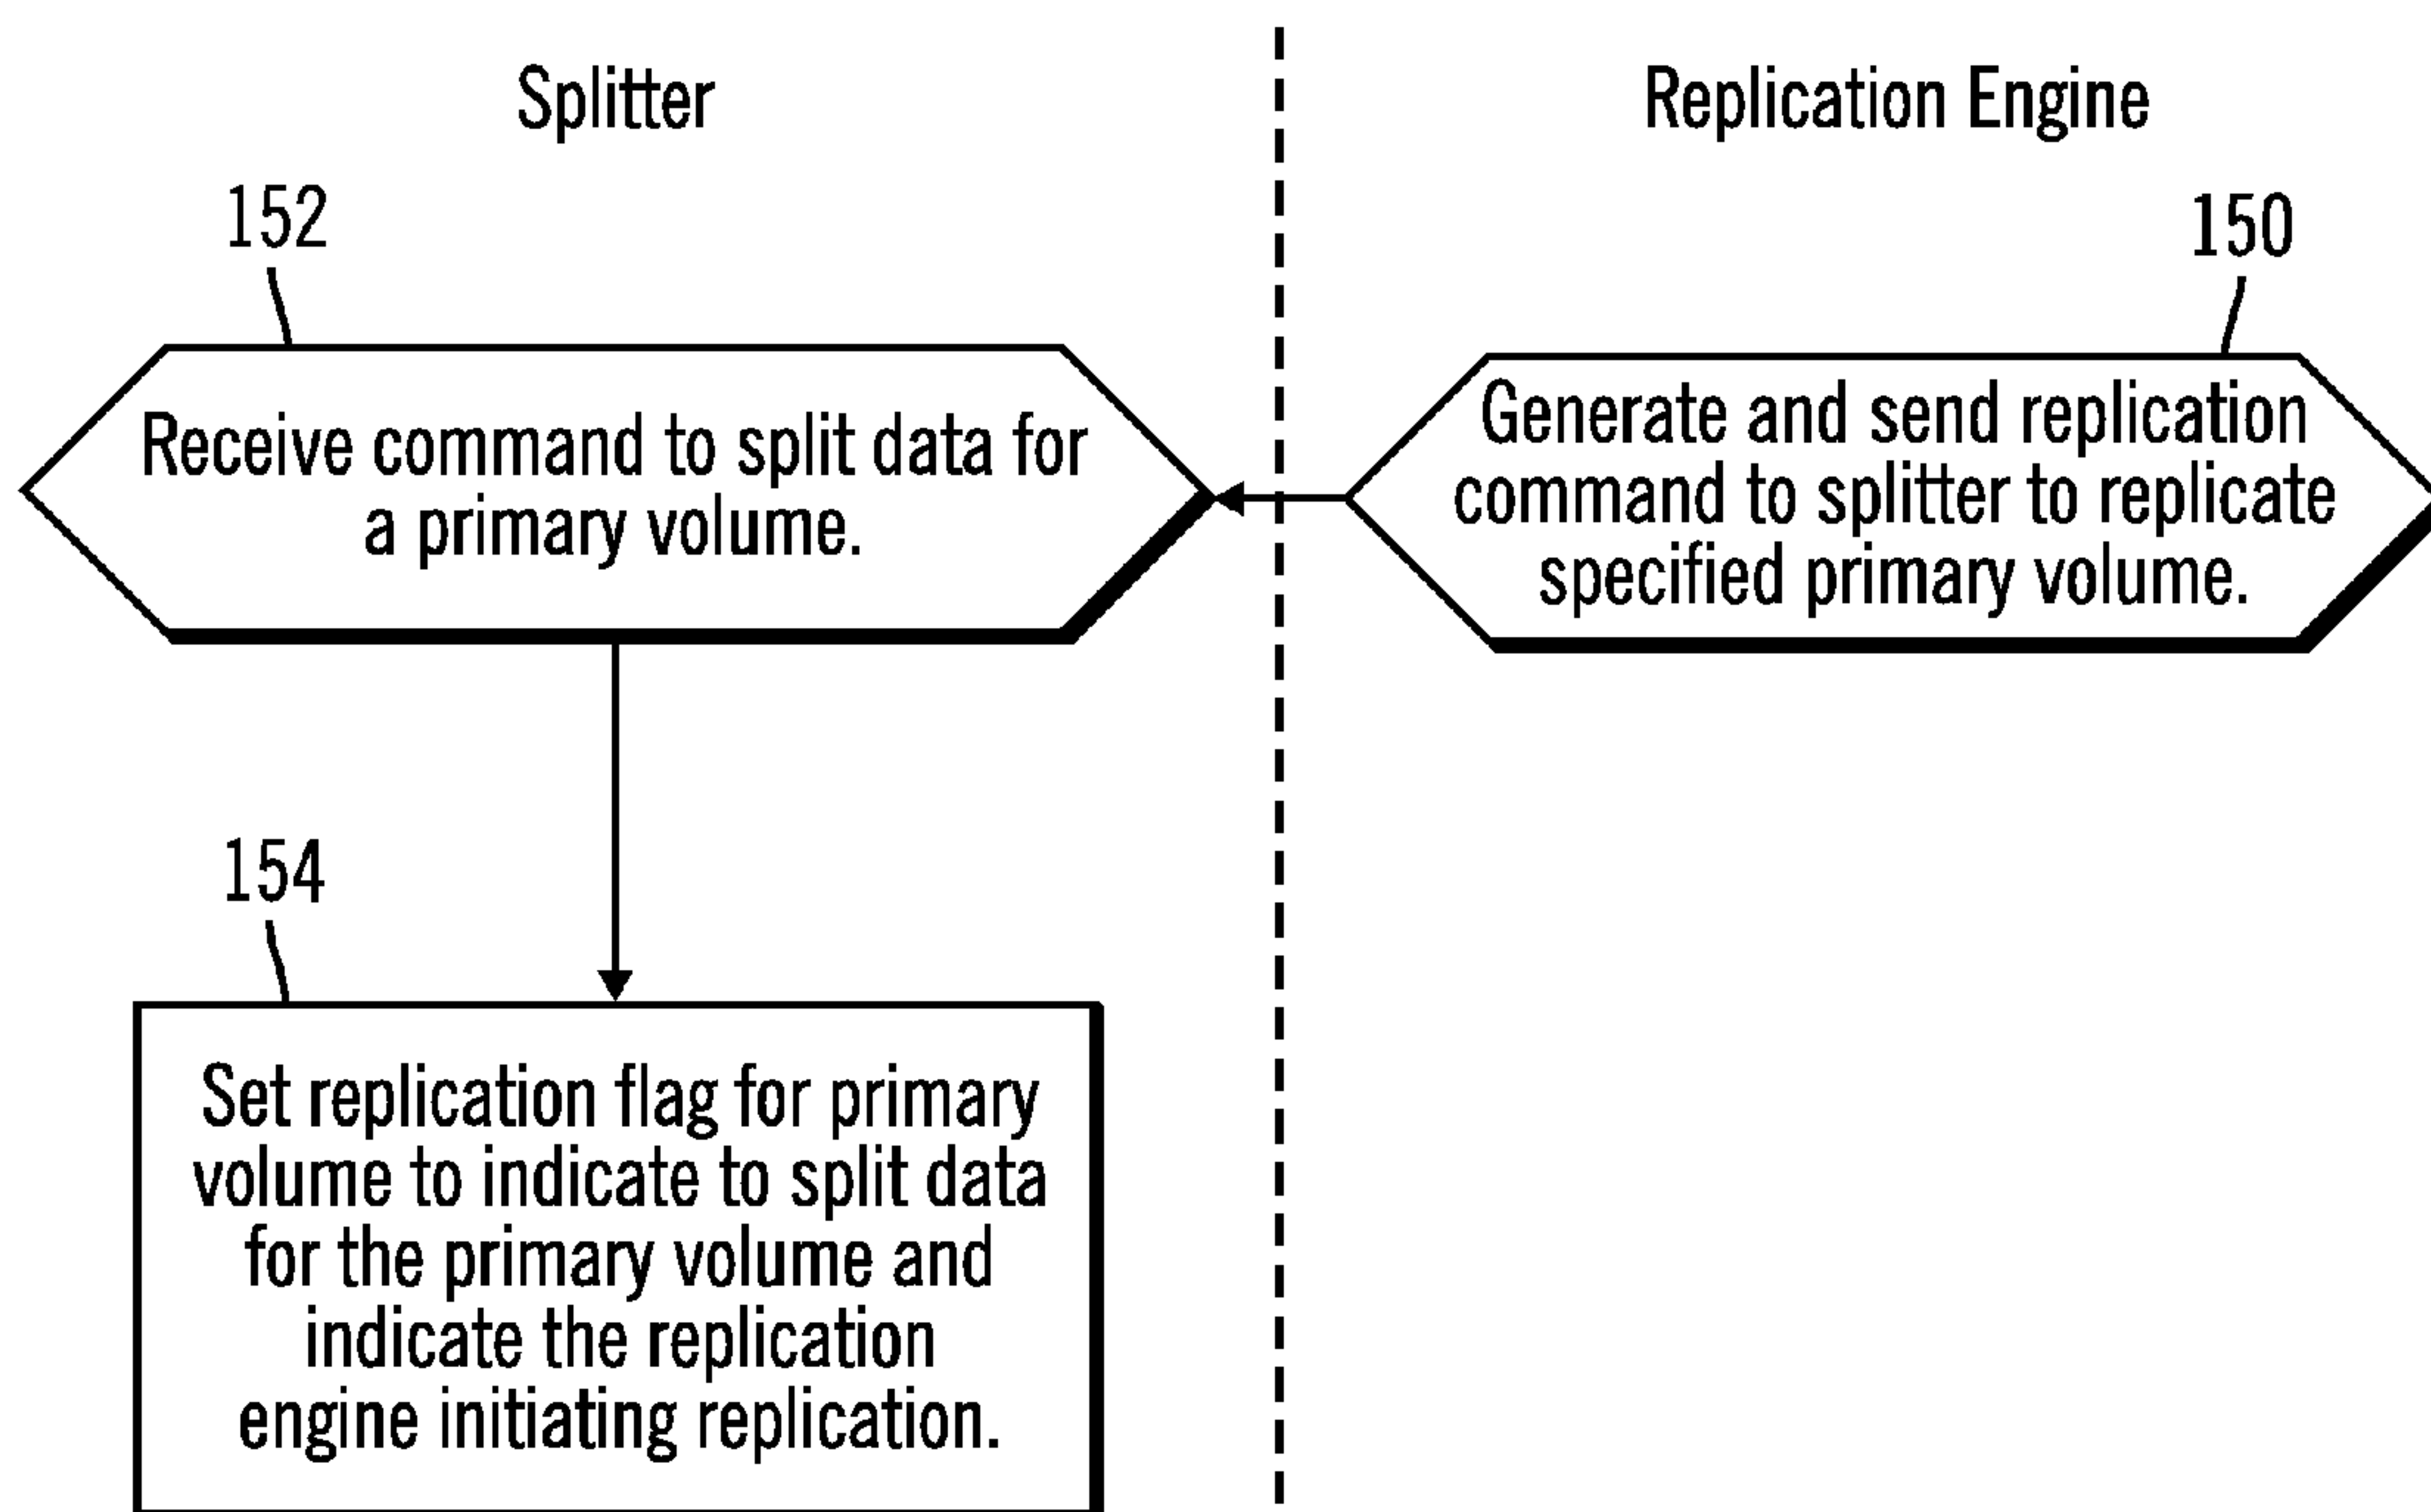 Splitter
Replication Engine
152
150
Receive command to split data for
a primary volume.
Generate and send replication
command to splitter to replicate
specified primary volume.
154
Set replication flag for primary
volume to indicate to split data
for the primary volume and
indicate the replication
engine initiating replication.